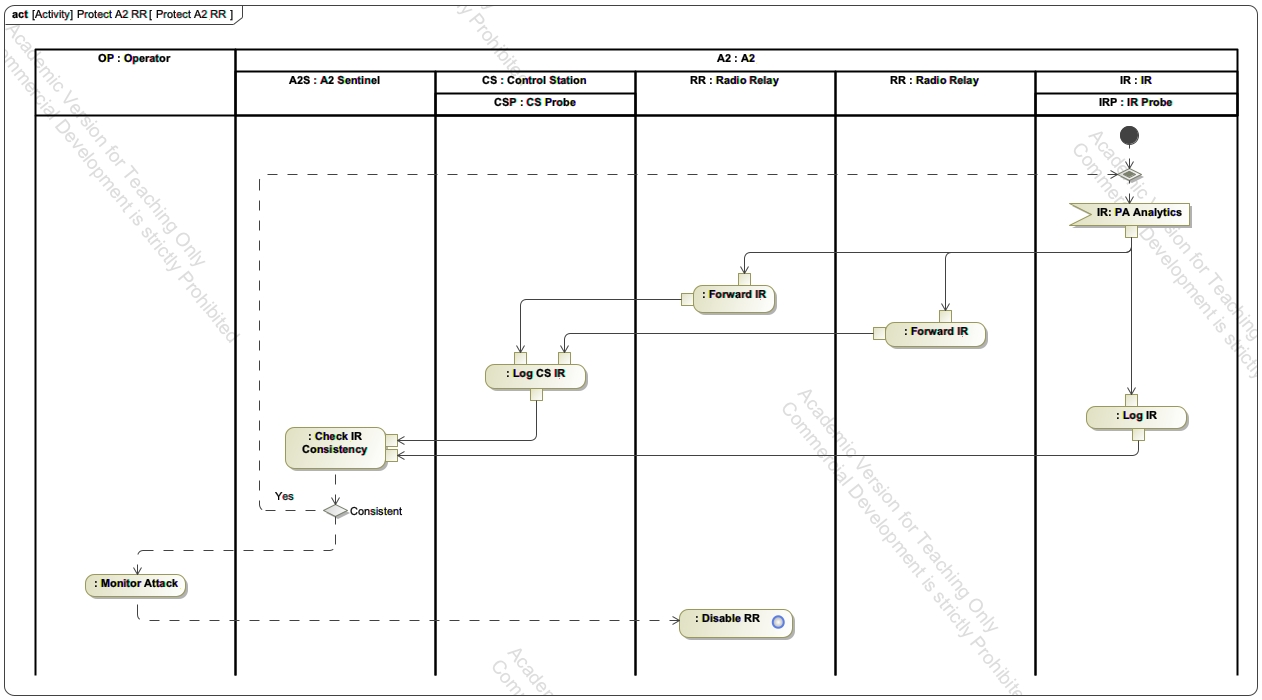 act [Activity] Protect A2 RR [ Protect A2 RR ]
OP : Operator
A2 : A2
A2S : A2 Sentinel
CS : Control Station
RR : Radio Relay
RR : Radio Relay
IR : IR
CSP : CS Probe
IRP : IR Probe
IR: PA Analytics
: Forward IR
: Forward IR
: Log CS IR
: Log IR
: Check IR
Consistency
Yes
Consistent
: Monitor Attack
: Disable RR
Academic Version for Teaching Only
Commercial Development is strictly Prohibited
Academic Version for Teaching Only
Commercial Development is strictly
Academic Version for Teaching Only
Commercial Development is strictly Prohibited
Academic